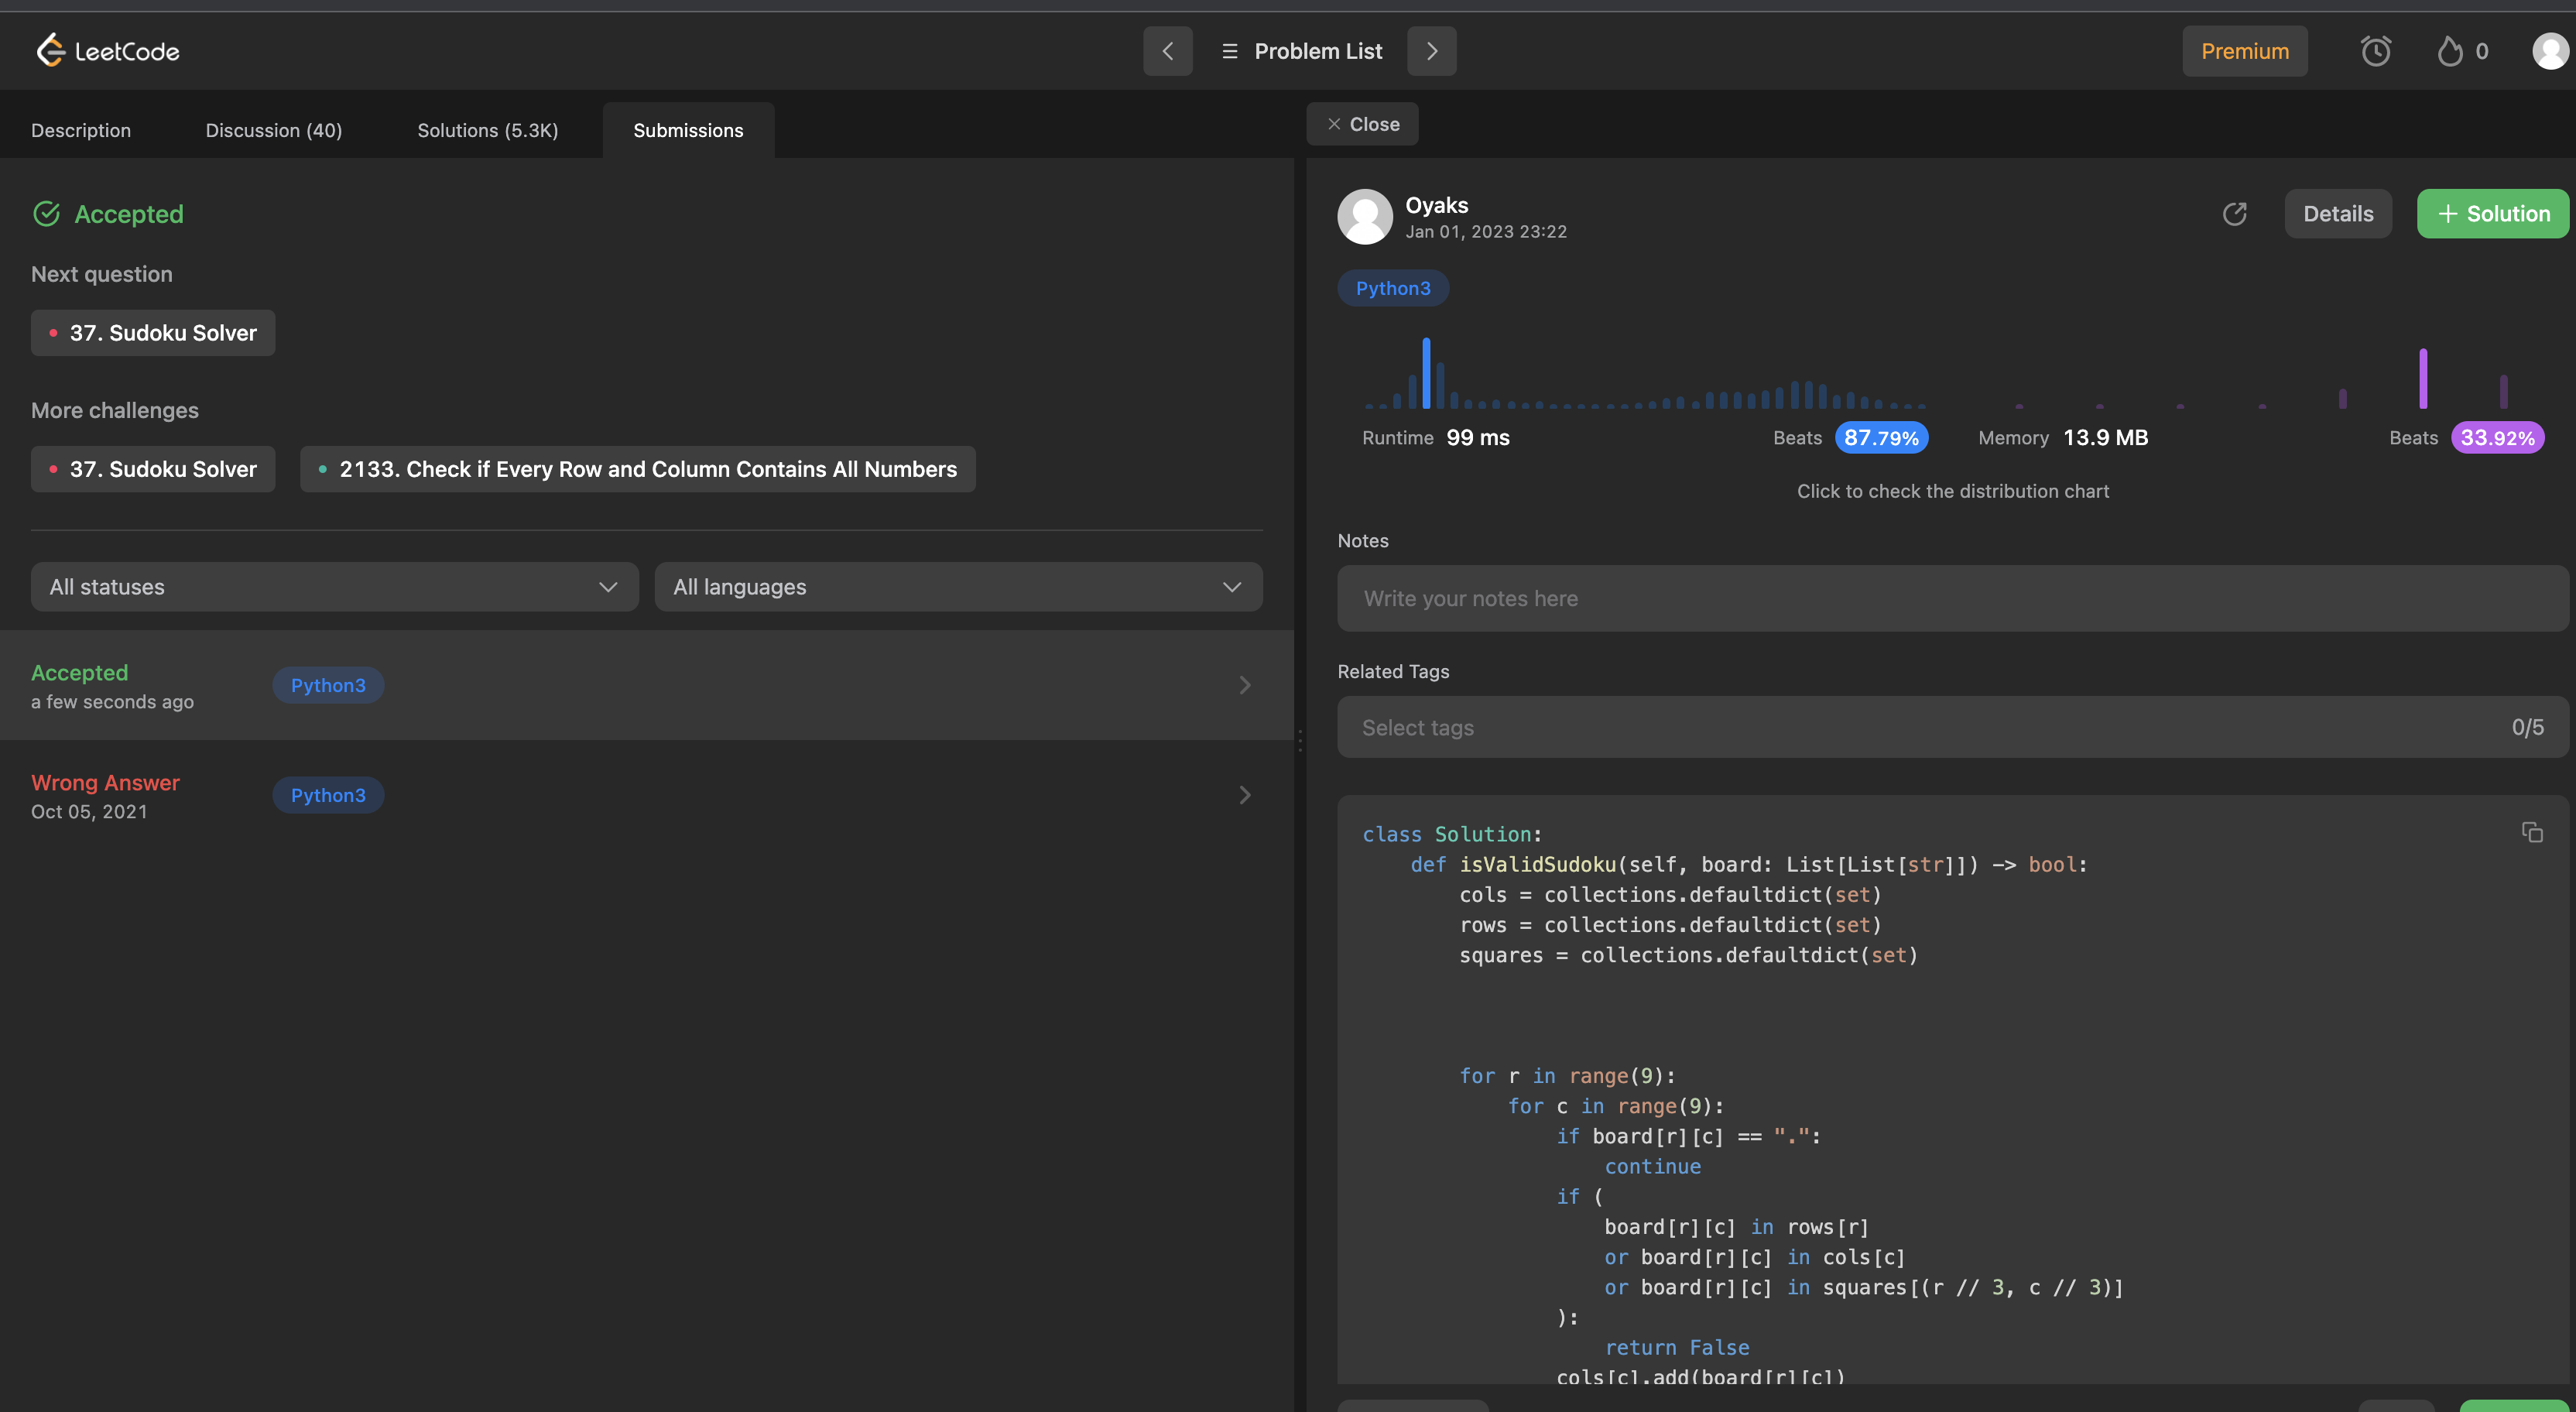 LeetCode
Problem List
Premium
0
Description
Discussion (40)
Solutions (5.3K)
Submissions
Close
Accepted
Next question
37. Sudoku Solver
More challenges
37. Sudoku Solver
2133. Check if Every Row and Column Contains All Numbers
All statuses
All languages
Accepted
a few seconds ago
Python3
Wrong Answer
Oct 05, 2021
Python3
Oyaks
Jan 01, 2023 23:22
Details
+ Solution
Python3
Runtime 99 ms
Beats 87.79%
Memory 13.9 MB
Beats 33.92%
Click to check the distribution chart
Notes
Write your notes here
Related Tags
Select tags
0/5
class Solution:
    def isValidSudoku(self, board: List[List[str]]) -> bool:
        cols = collections.defaultdict(set)
        rows = collections.defaultdict(set)
        squares = collections.defaultdict(set)
        for r in range(9):
            for c in range(9):
                if board[r][c] == ".":
                    continue
                if (
                    board[r][c] in rows[r]
                    or board[r][c] in cols[c]
                    or board[r][c] in squares[(r // 3, c // 3)]
                ):
                    return False
                cols[c].add(board[r][c])